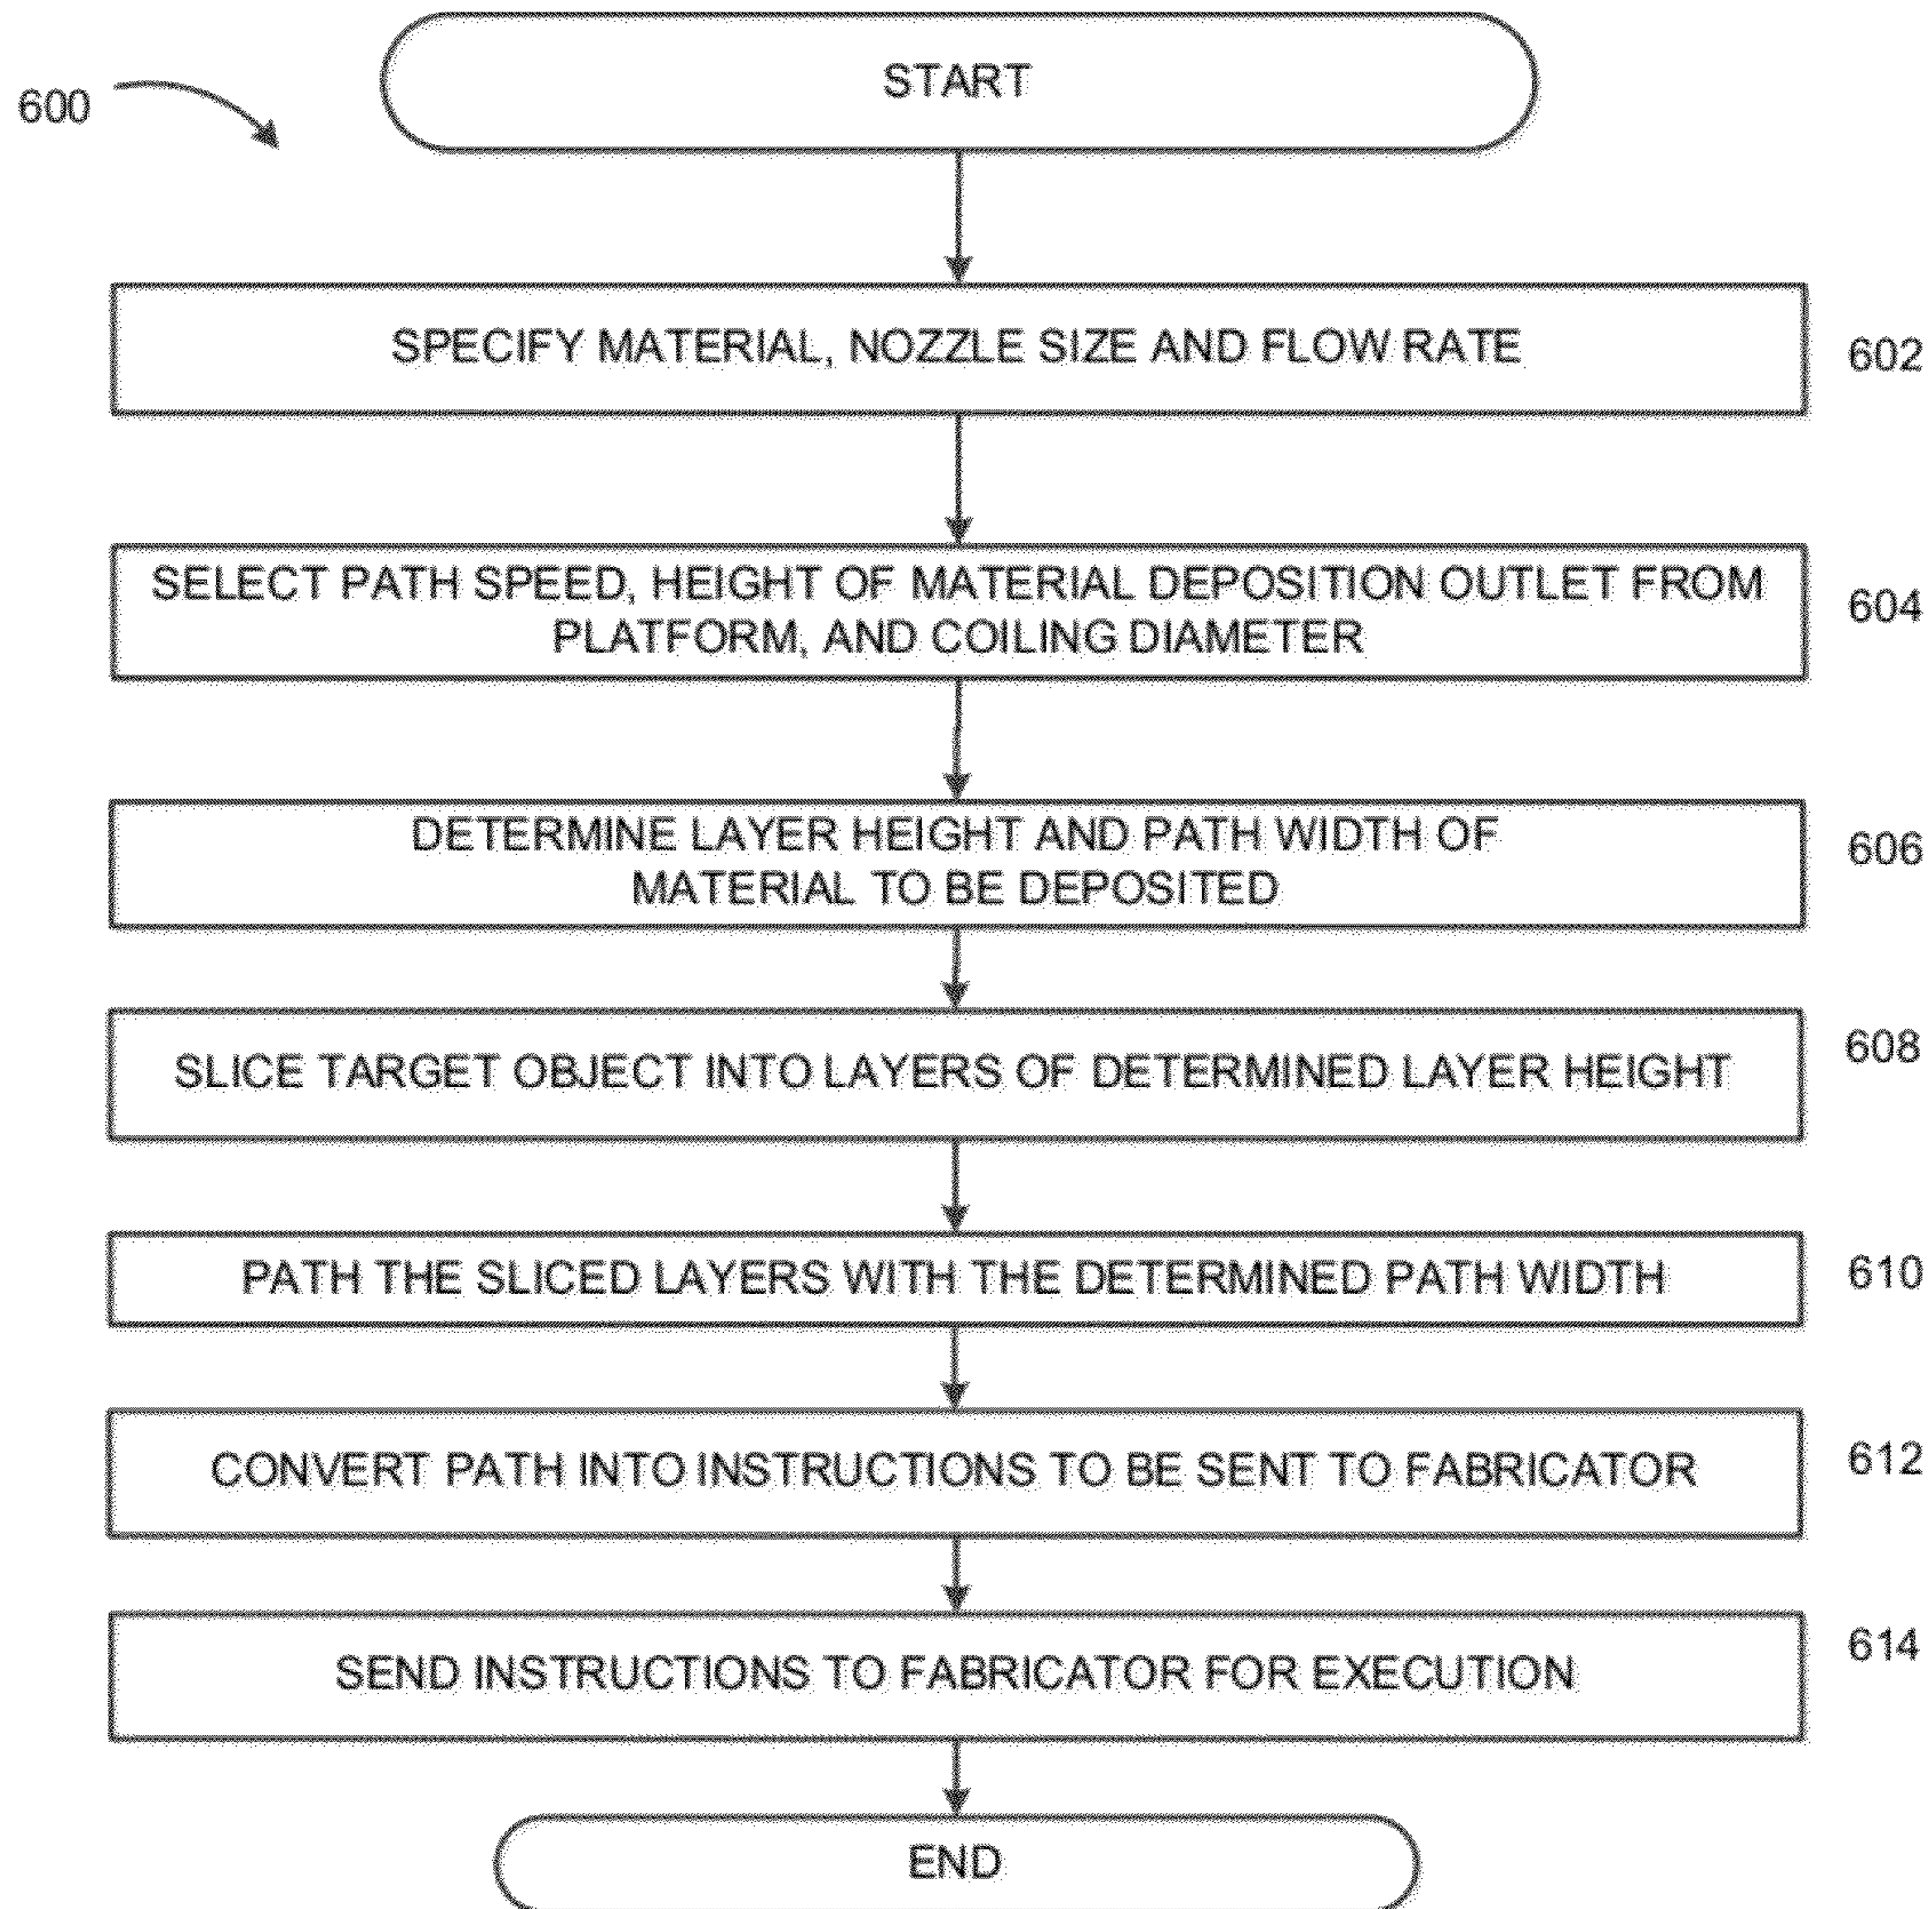 START
600
SPECIFY MATERIAL, NOZZLE SIZE AND FLOW RATE
602
SELECT PATH SPEED, HEIGHT OF MATERIAL DEPOSITION OUTLET FROM
PLATFORM, AND COILING DIAMETER
604
DETERMINE LAYER HEIGHT AND PATH WIDTH OF
MATERIAL TO BE DEPOSITED
606
SLICE TARGET OBJECT INTO LAYERS OF DETERMINED LAYER HEIGHT
608
PATH THE SLICED LAYERS WITH THE DETERMINED PATH WIDTH
610
CONVERT PATH INTO INSTRUCTIONS TO BE SENT TO FABRICATOR
612
SEND INSTRUCTIONS TO FABRICATOR FOR EXECUTION
614
END